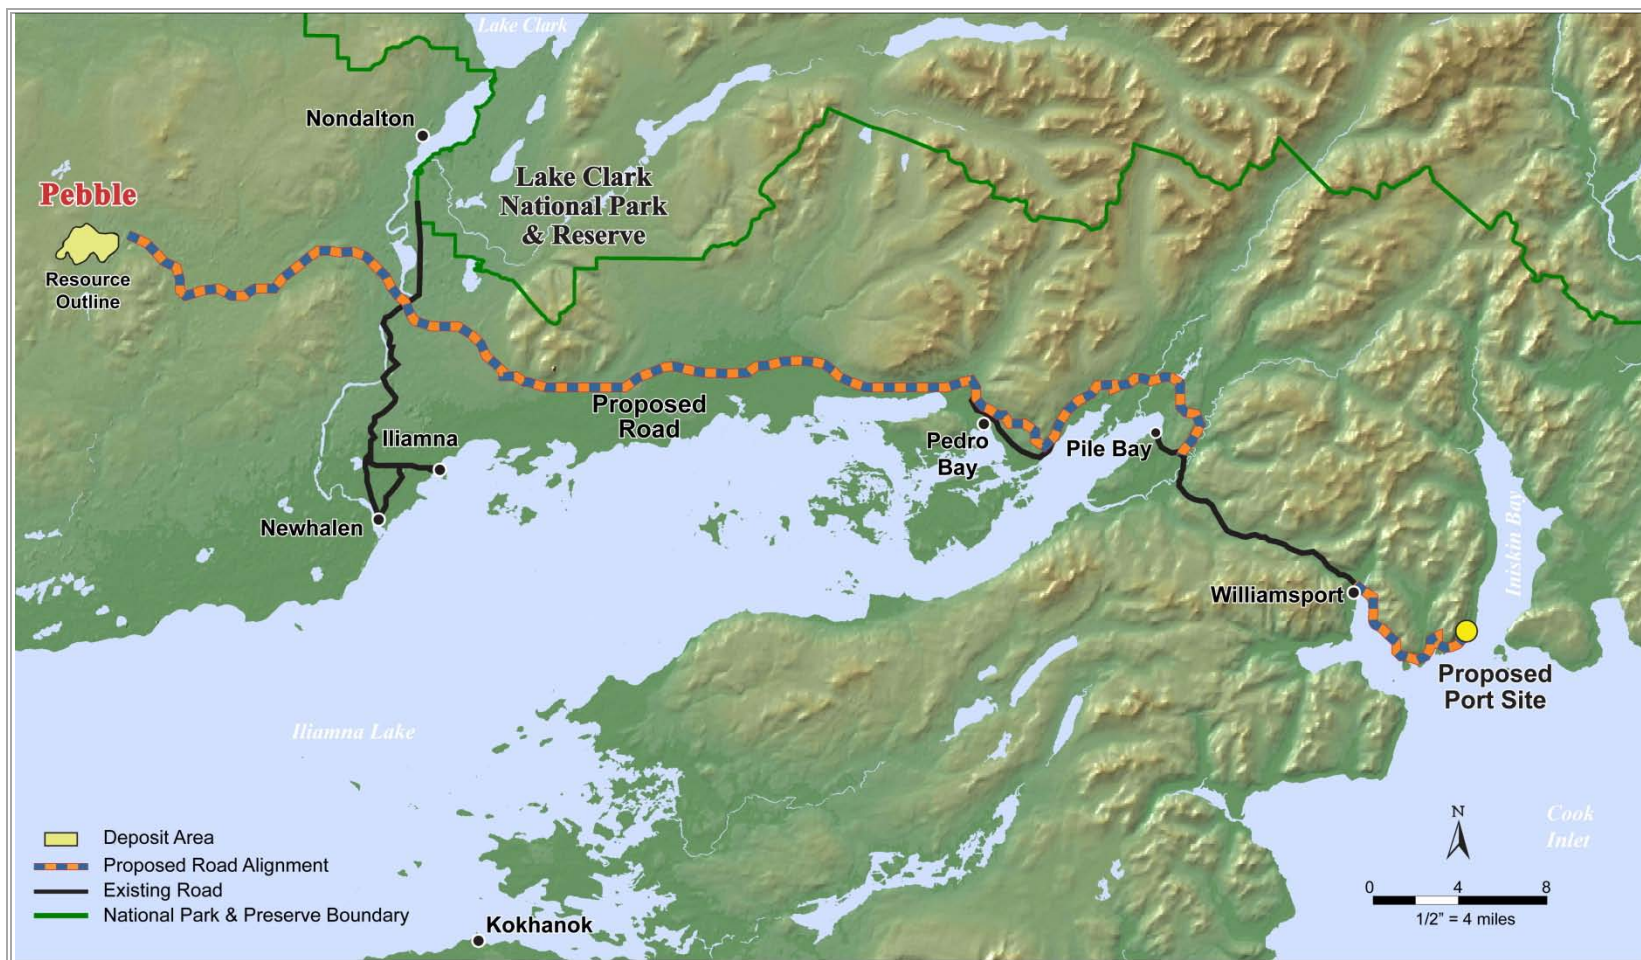 Lake Clark
Nondalton
Pebble
Lake Clark
National Park
& Reserve
Resource
Outline
Proposed
Road
Iliamna
Pedro
Bay
Pile Bay
Newhalen
Iniskin Bay
Williamsport
Proposed
Port Site
Iliamna Lake
Cook
Inlet
N
Deposit Area
Proposed Road Alignment
Existing Road
National Park & Preserve Boundary
0 4 8
1/2" = 4 miles
Kokhanok